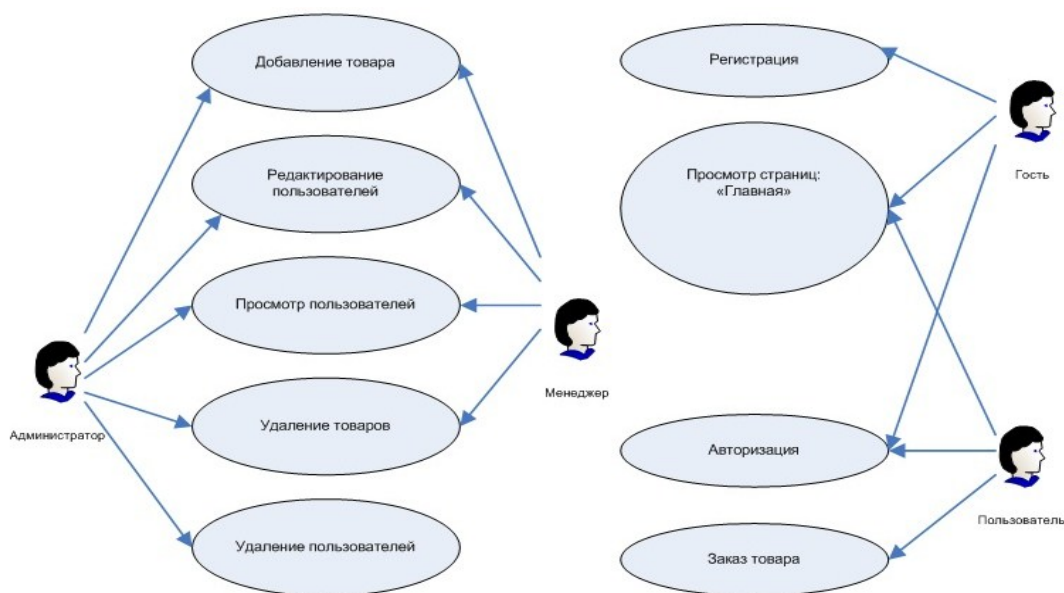 Добавление товара
Редактирование
пользователей
Просмотр пользователей
Удаление товаров
Удаление пользователей
Администратор
Менеджер
Регистрация
Просмотр страниц:
«Главная»
Авторизация
Заказ товара
Гость
Пользователь